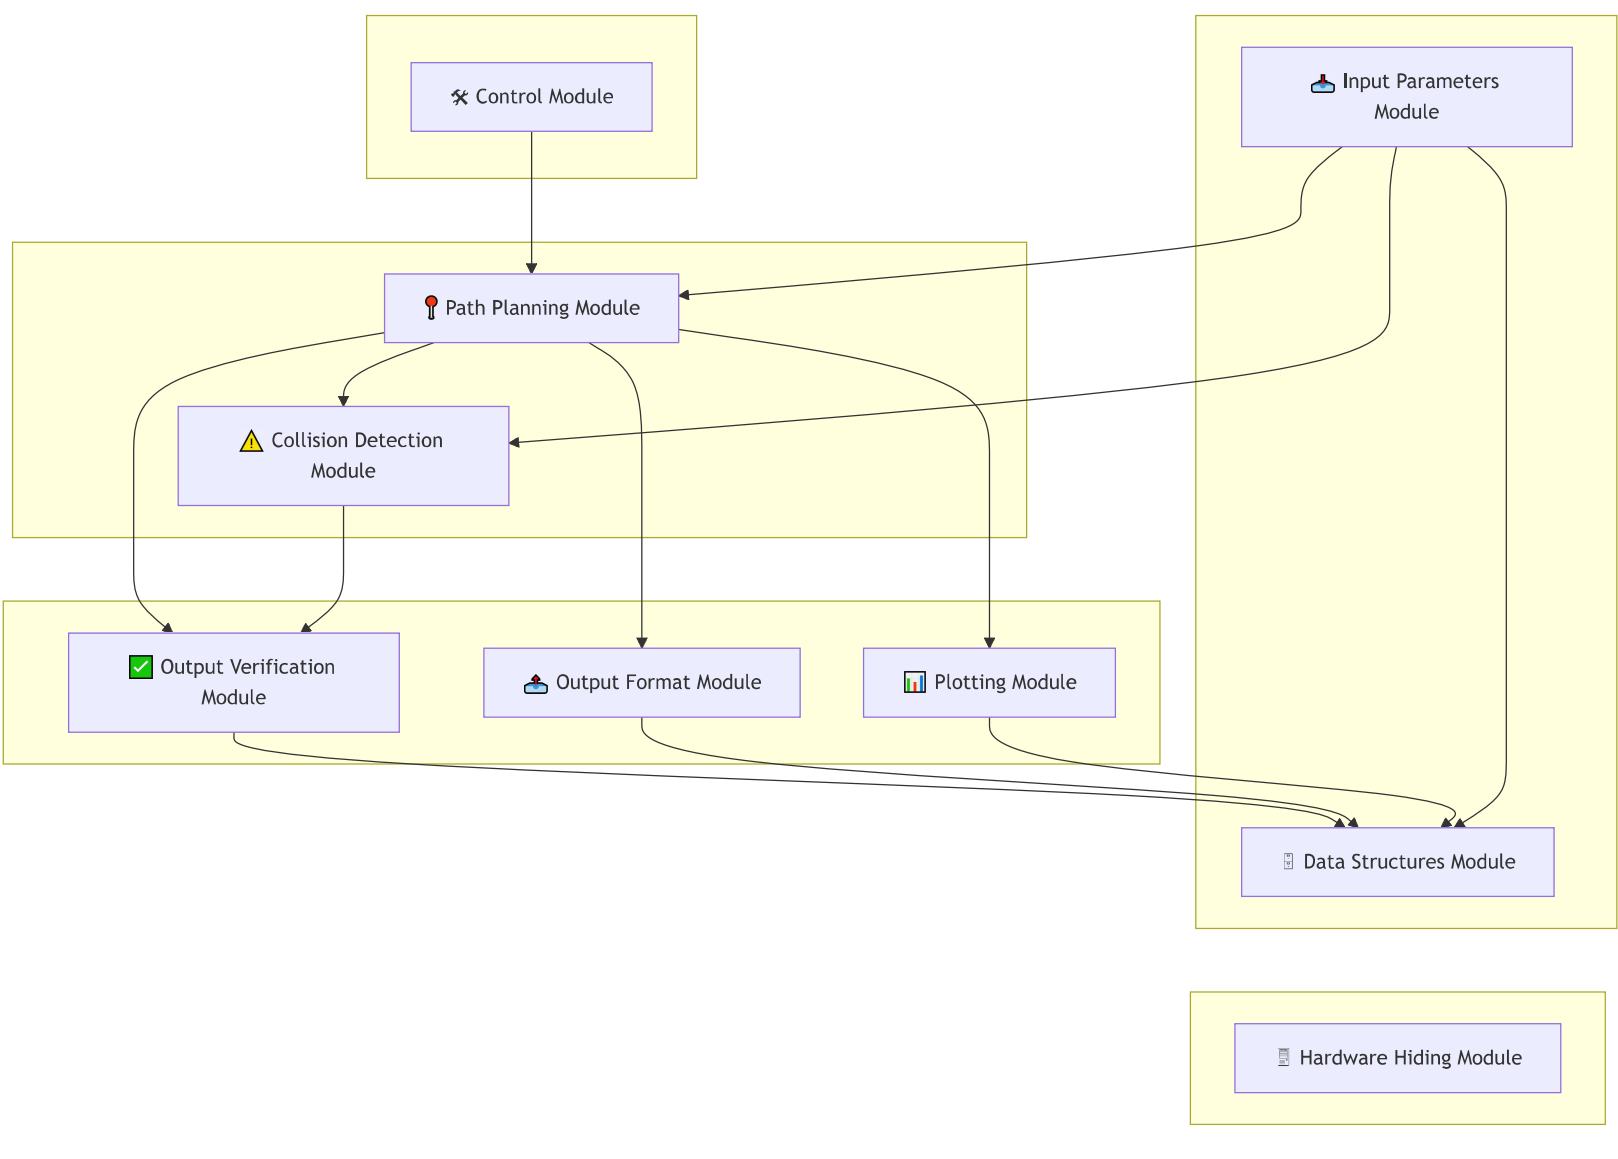 🛠 Control Module
📥 Input Parameters
Module
📍 Path Planning Module
⚠ Collision Detection
Module
✅ Output Verification
Module
📤 Output Format Module
📊 Plotting Module
🗄 Data Structures Module
Hardware Hiding Module